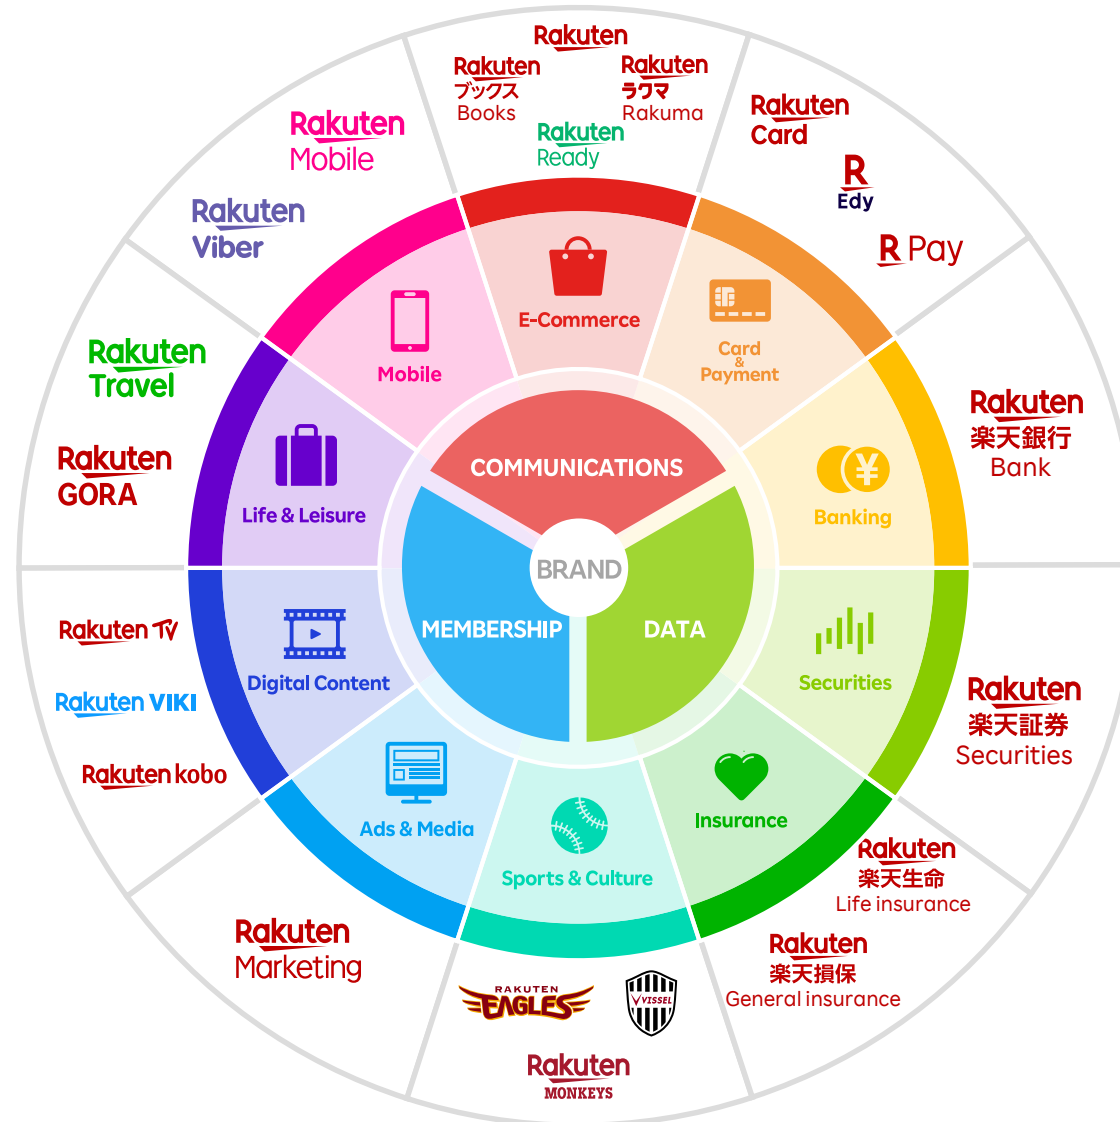 Rakuten
Rakuten
ブックス
Books
Rakuten
ラクマ
Rakuma
Rakuten
Ready
Rakuten
Card
R
Edy
R Pay
Rakuten
楽天銀行
Bank
Rakuten
楽天証券
Securities
Rakuten
楽天生命
Life insurance
Rakuten
楽天損保
General insurance
RAKUTEN
EAGLES
VISSEL
Rakuten
MONKEYS
Rakuten
Marketing
Rakuten TV
Rakuten VIKI
Rakuten kobo
Rakuten
Travel
Rakuten
GORA
Rakuten
Mobile
Rakuten
Viber
E-Commerce
Card
&
Payment
¥
Banking
Securities
Insurance
Sports & Culture
Ads & Media
Digital Content
Life & Leisure
Mobile
COMMUNICATIONS
DATA
MEMBERSHIP
BRAND